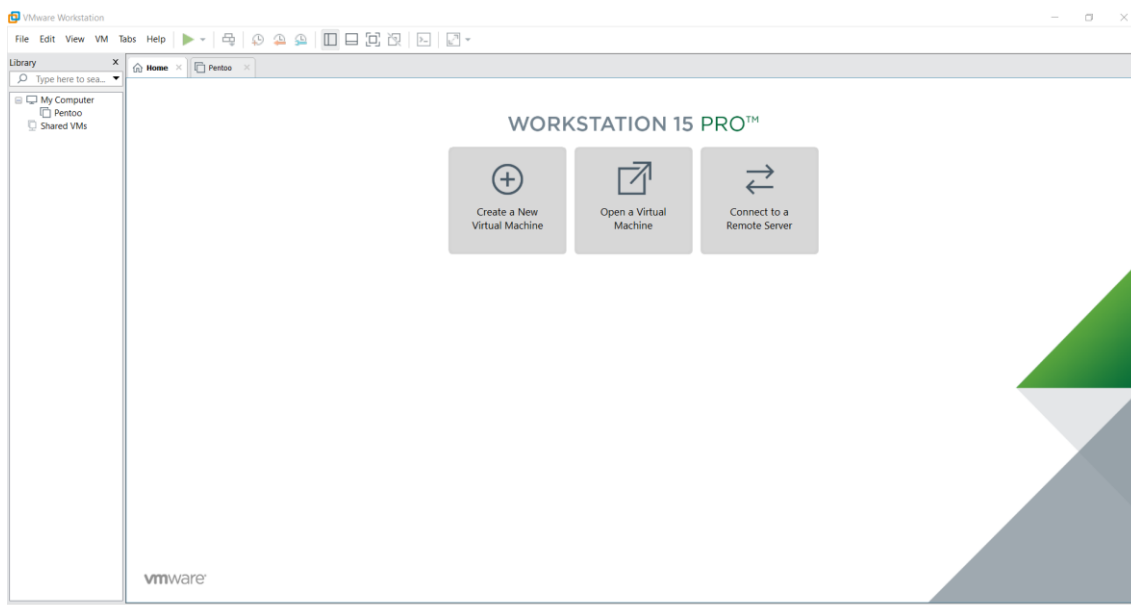 VMware Workstation
File Edit View VM Tabs Help
Library X
Home × Pentoo ×
Type here to sea...
My Computer
Pentoo
Shared VMs
WORKSTATION 15 PRO™
Create a New
Virtual Machine
Open a Virtual
Machine
Connect to a
Remote Server
vmware